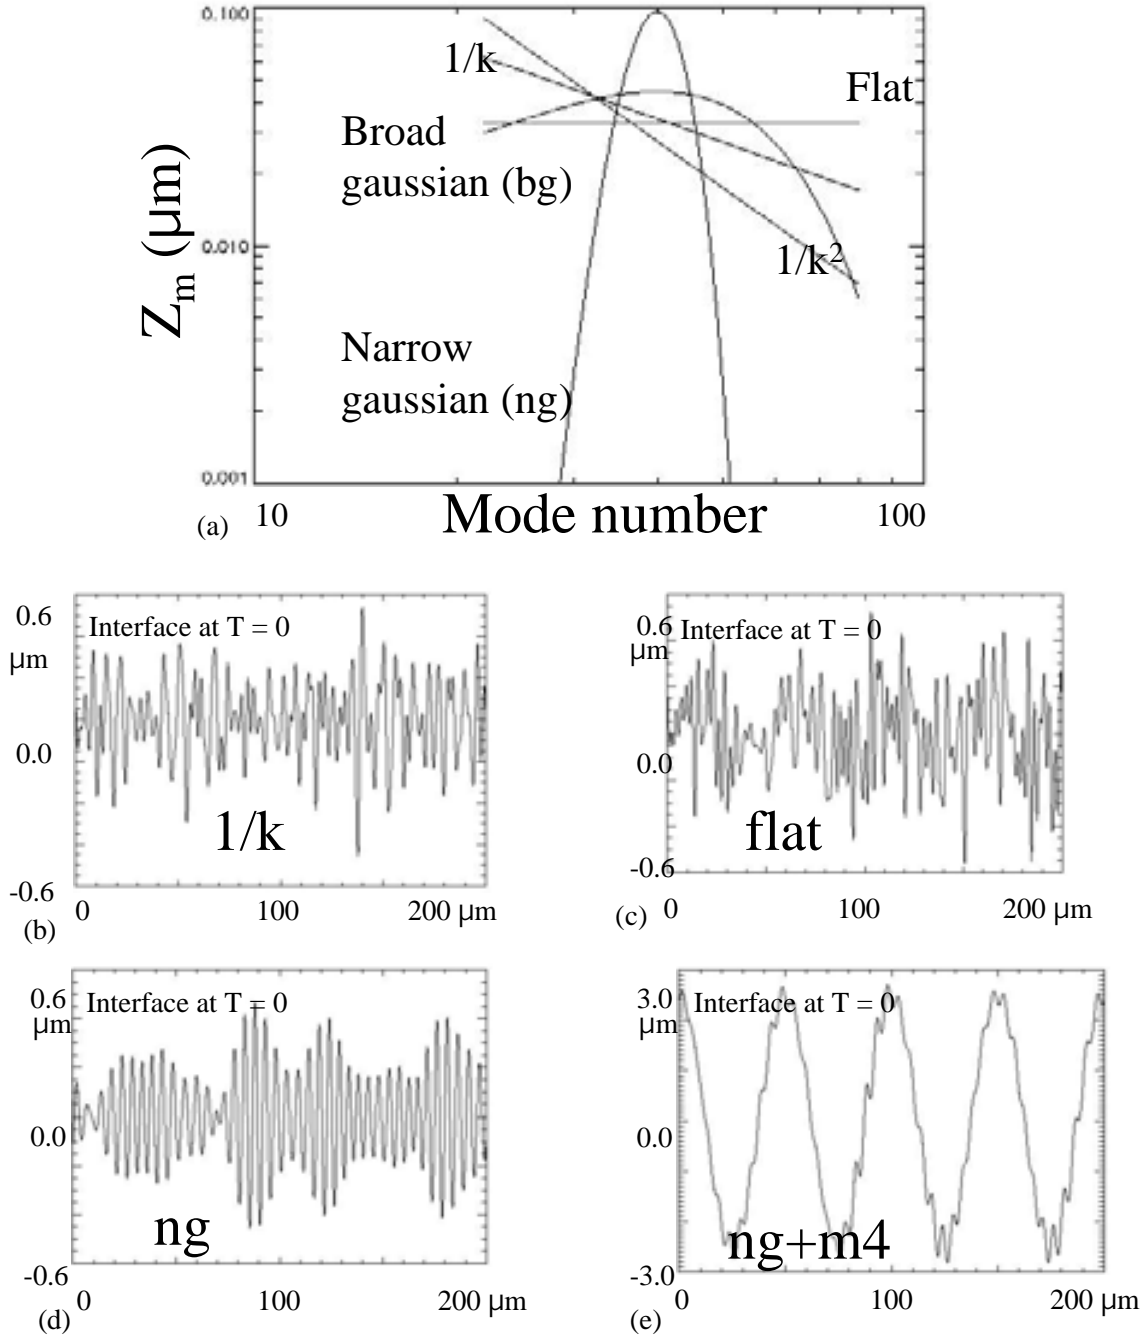 0.100
1/k
Flat
Broad
gaussian (bg)
Z_m (µm)
0.010
1/k²
Narrow
gaussian (ng)
0.001
10
Mode number
100
(a)
0.6
Interface at T = 0
µm
0.0
1/k
-0.6
0
100
200 µm
(b)
0.6
Interface at T = 0
µm
0.0
flat
-0.6
0
100
200 µm
(c)
0.6
Interface at T = 0
µm
0.0
ng
-0.6
0
100
200 µm
(d)
3.0
Interface at T = 0
µm
0.0
ng+m4
-3.0
0
100
200 µm
(e)